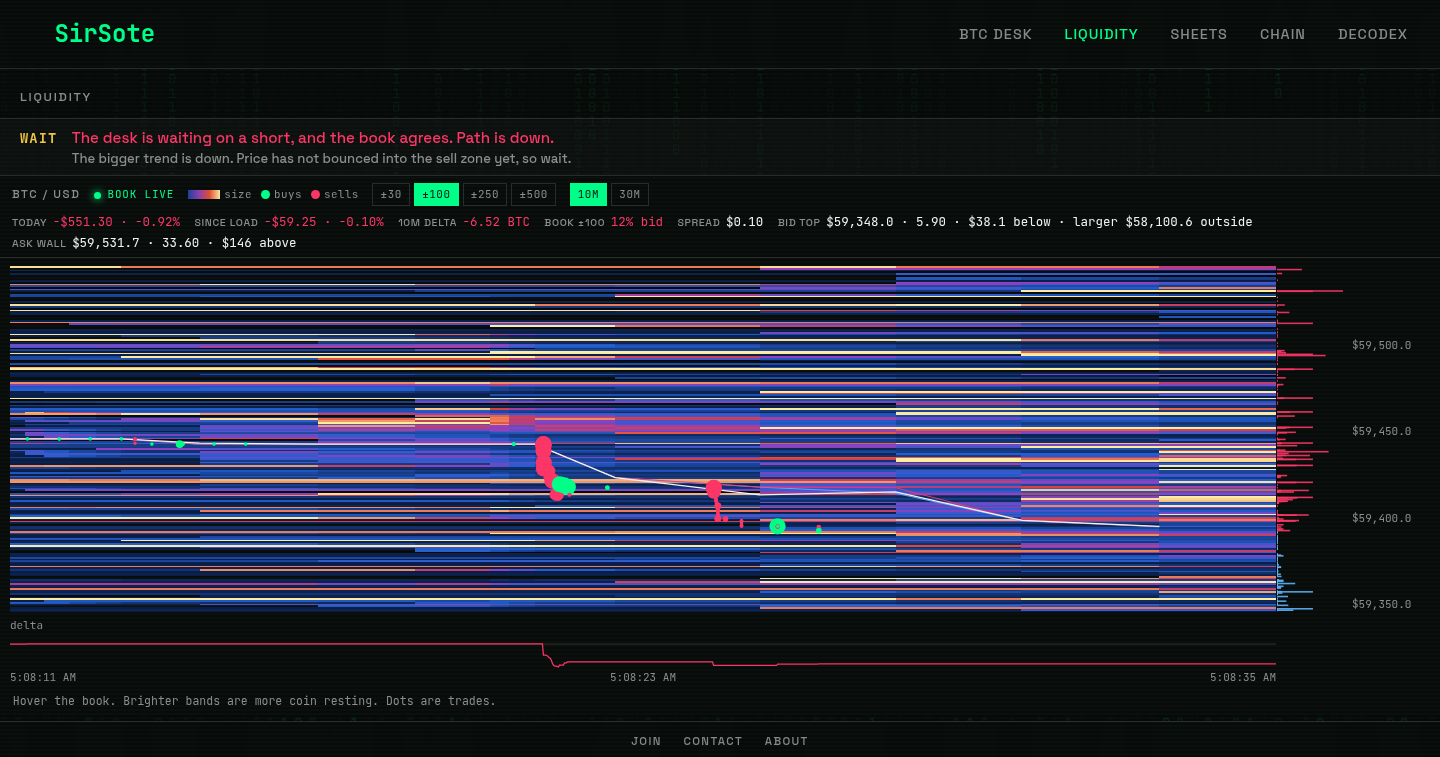 SirSote
BTC DESK LIQUIDITY SHEETS CHAIN DECODEX
LIQUIDITY
WAIT The desk is waiting on a short, and the book agrees. Path is down.
The bigger trend is down. Price has not bounced into the sell zone yet, so wait.
BTC / USD BOOK LIVE size buys sells ±30 ±100 ±250 ±500 10M 30M
TODAY -$551.30 · -0.92% SINCE LOAD -$59.25 · -0.10% 10M DELTA -6.52 BTC BOOK ±100 12% bid SPREAD $0.10 BID TOP $59,348.0 · 5.90 · $38.1 below · larger $58,100.6 outside
ASK WALL $59,531.7 · 33.60 · $146 above
$59,500.0
$59,450.0
$59,400.0
$59,350.0
delta
5:08:11 AM 5:08:23 AM 5:08:35 AM
Hover the book. Brighter bands are more coin resting. Dots are trades.
JOIN CONTACT ABOUT